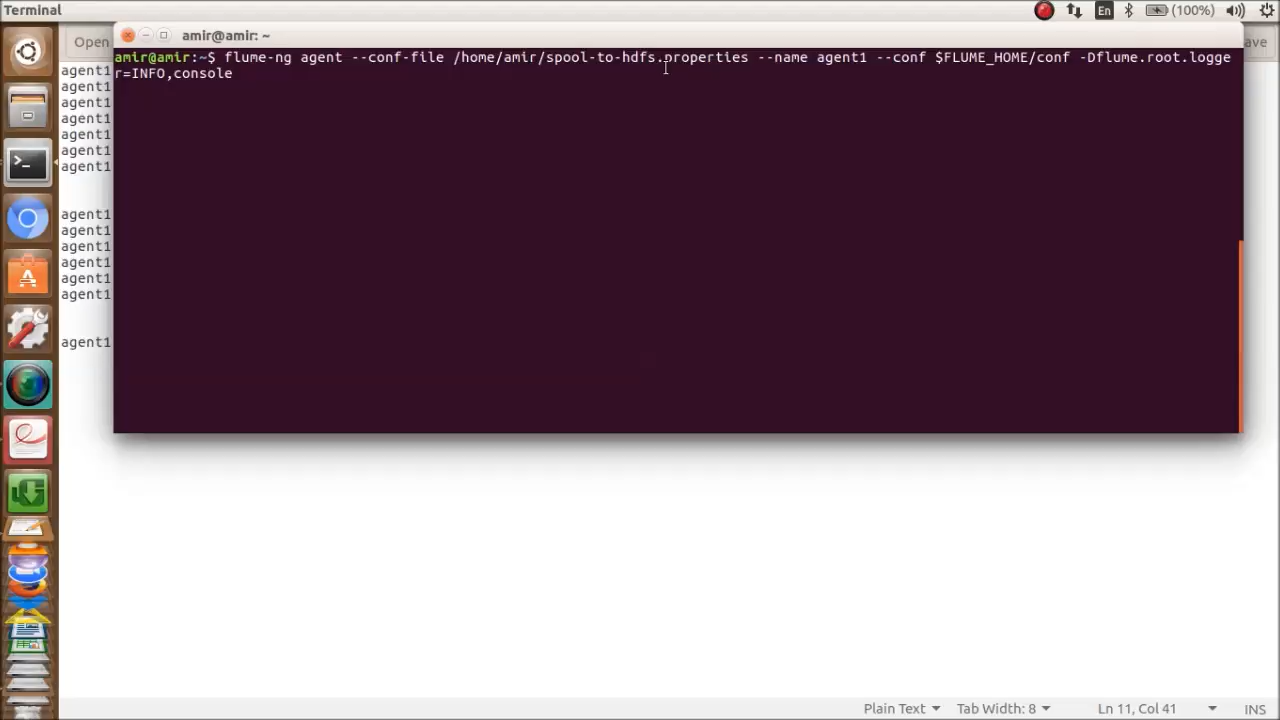 Terminal
En
(100%)
amir@amir: ~
Open
ave
amir@amir:~$ flume-ng agent --conf-file /home/amir/spool-to-hdfs.properties --name agent1 --conf $FLUME_HOME/conf -Dflume.root.logge
r=INFO,console
agent1
agent1
agent1
agent1
agent1
agent1
agent1
agent1
agent1
agent1
agent1
agent1
agent1
agent1
Plain Text
Tab Width: 8
Ln 11, Col 41
INS